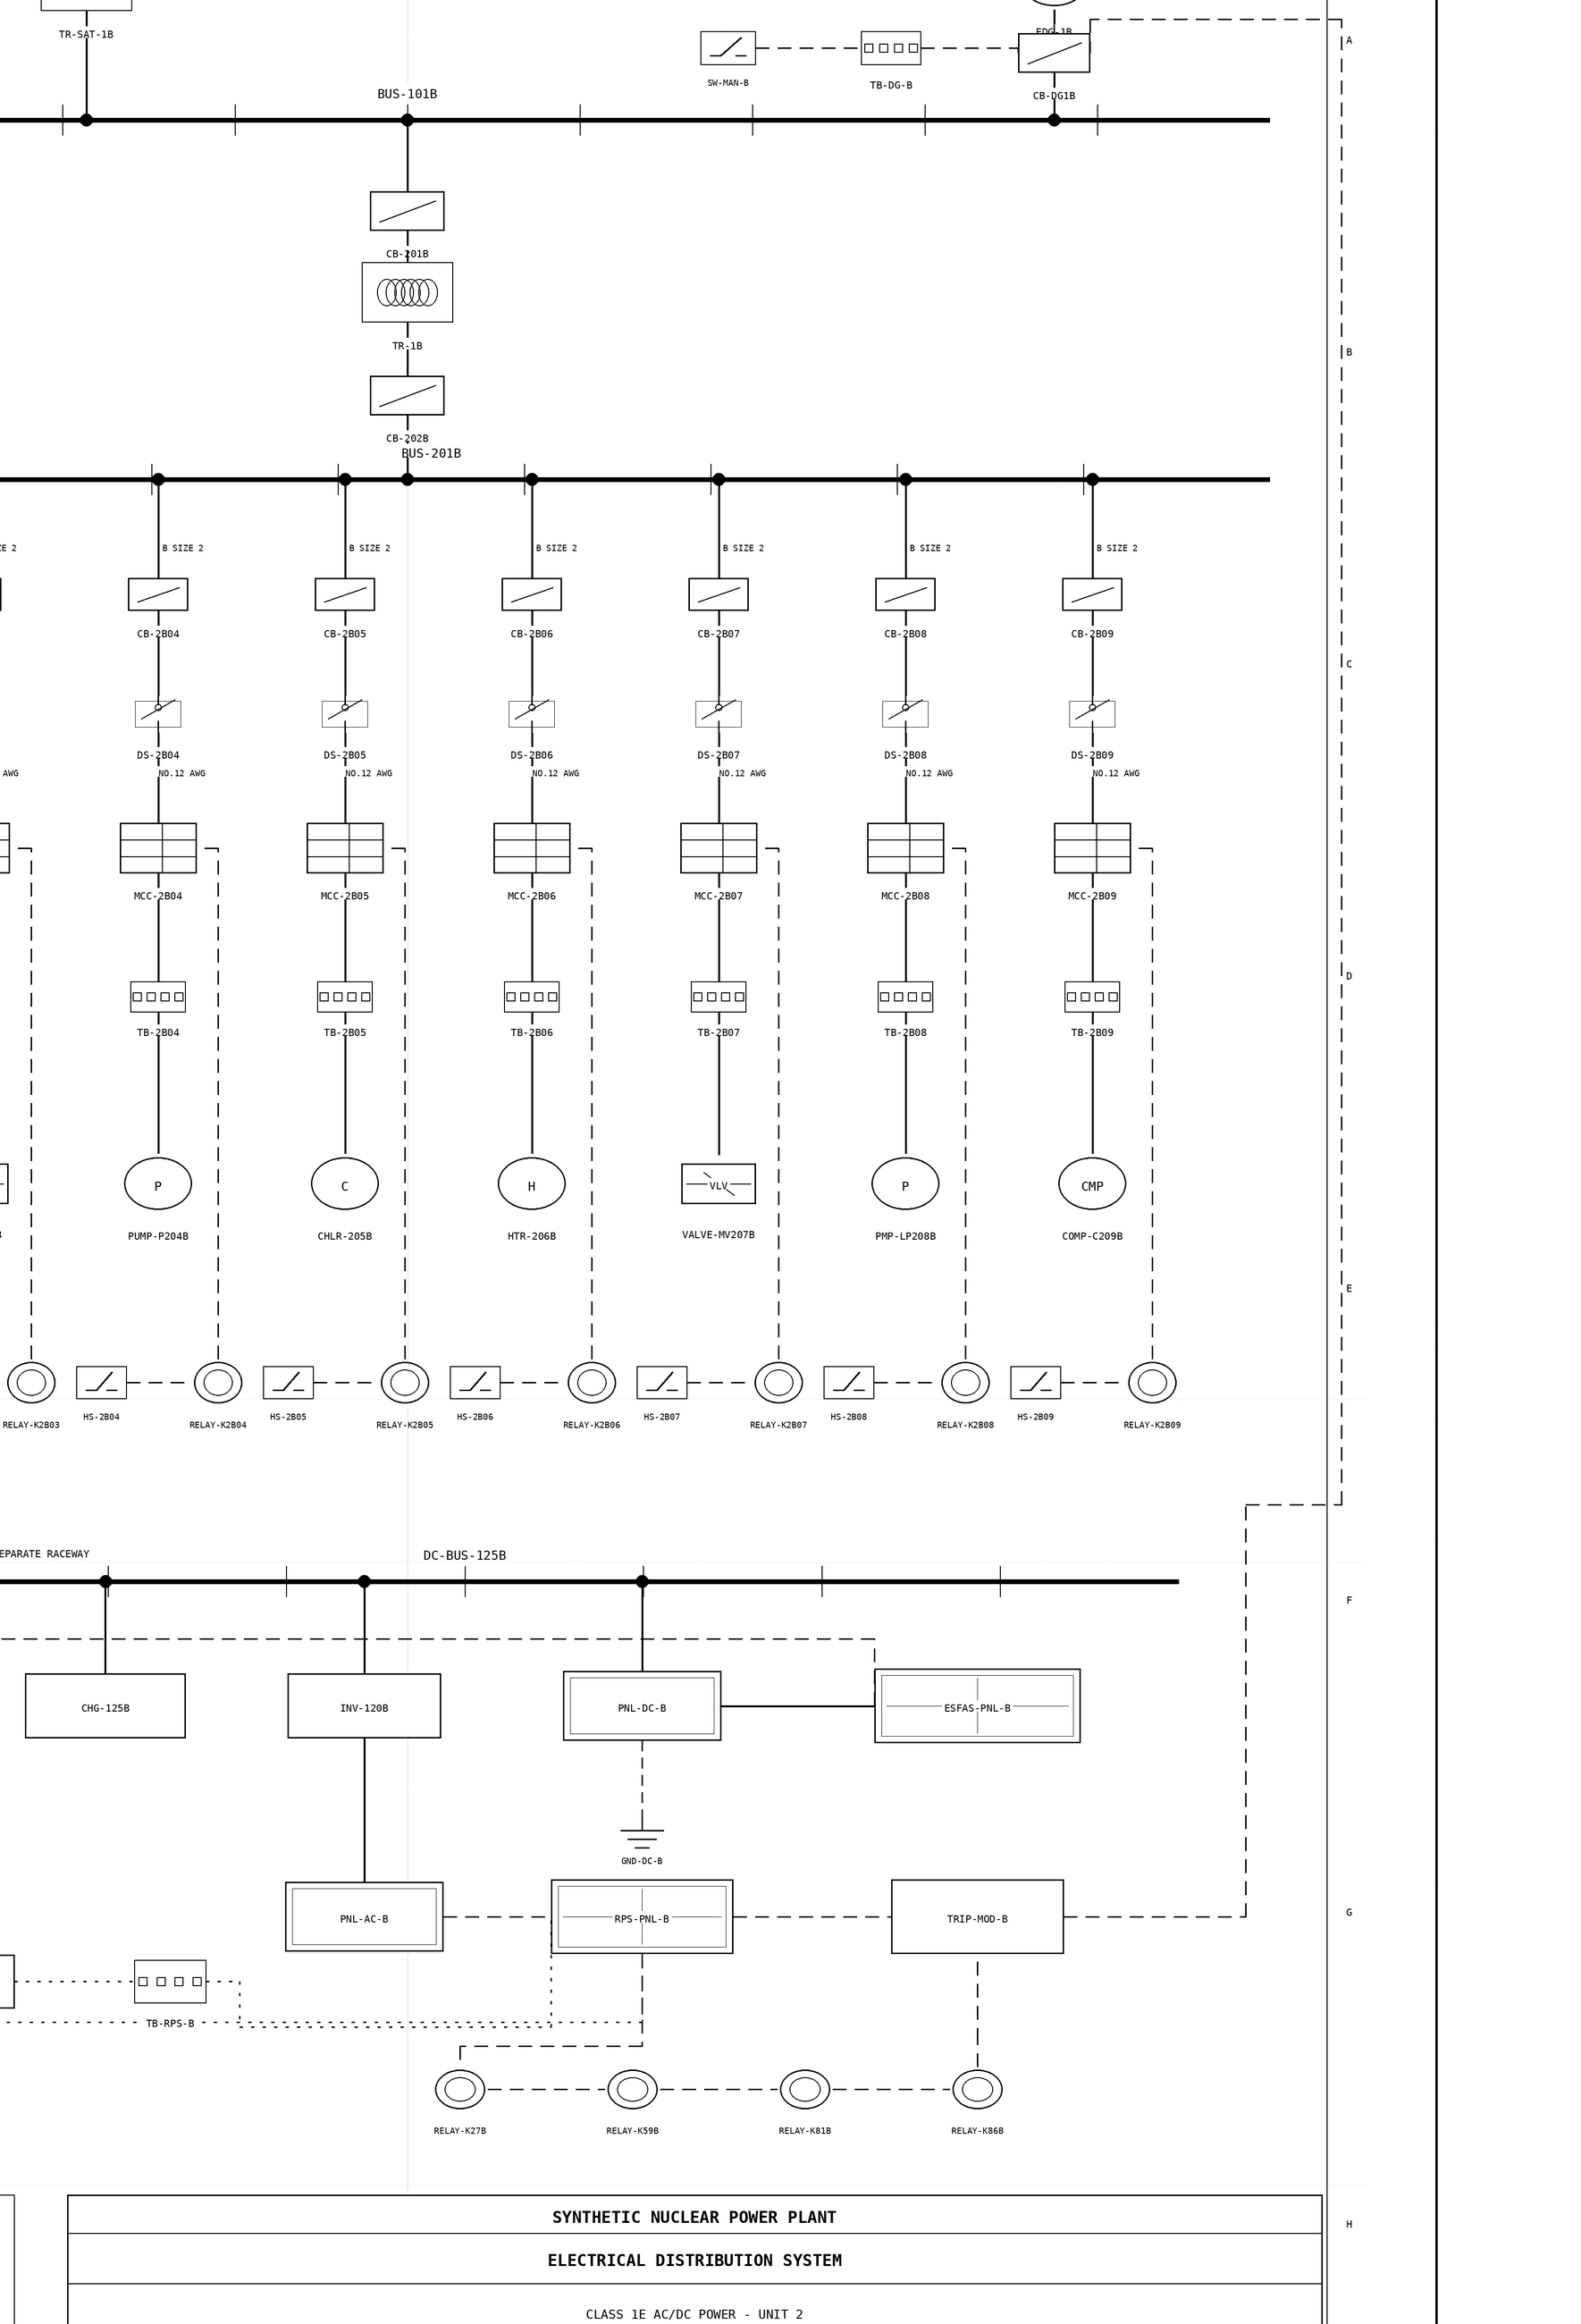 TR-SAT-1B
EDG-1B
A
SW-MAN-B
TB-DG-B
CB-DG1B
BUS-101B
CB-201B
TR-1B
B
CB-202B
BUS-201B
B SIZE 2
B SIZE 2
B SIZE 2
B SIZE 2
B SIZE 2
B SIZE 2
CB-2B04
CB-2B05
CB-2B06
CB-2B07
CB-2B08
CB-2B09
C
DS-2B04
DS-2B05
DS-2B06
DS-2B07
DS-2B08
DS-2B09
AWG
NO.12 AWG
NO.12 AWG
NO.12 AWG
NO.12 AWG
NO.12 AWG
NO.12 AWG
MCC-2B04
MCC-2B05
MCC-2B06
MCC-2B07
MCC-2B08
MCC-2B09
D
TB-2B04
TB-2B05
TB-2B06
TB-2B07
TB-2B08
TB-2B09
P
C
H
VLV
P
CMP
PUMP-P204B
CHLR-205B
HTR-206B
VALVE-MV207B
PMP-LP208B
COMP-C209B
E
RELAY-K2B03
HS-2B04
RELAY-K2B04
HS-2B05
RELAY-K2B05
HS-2B06
RELAY-K2B06
HS-2B07
RELAY-K2B07
HS-2B08
RELAY-K2B08
HS-2B09
RELAY-K2B09
EPARATE RACEWAY
DC-BUS-125B
F
CHG-125B
INV-120B
PNL-DC-B
ESFAS-PNL-B
GND-DC-B
PNL-AC-B
RPS-PNL-B
TRIP-MOD-B
G
TB-RPS-B
RELAY-K27B
RELAY-K59B
RELAY-K81B
RELAY-K86B
SYNTHETIC NUCLEAR POWER PLANT
H
ELECTRICAL DISTRIBUTION SYSTEM
CLASS 1E AC/DC POWER - UNIT 2